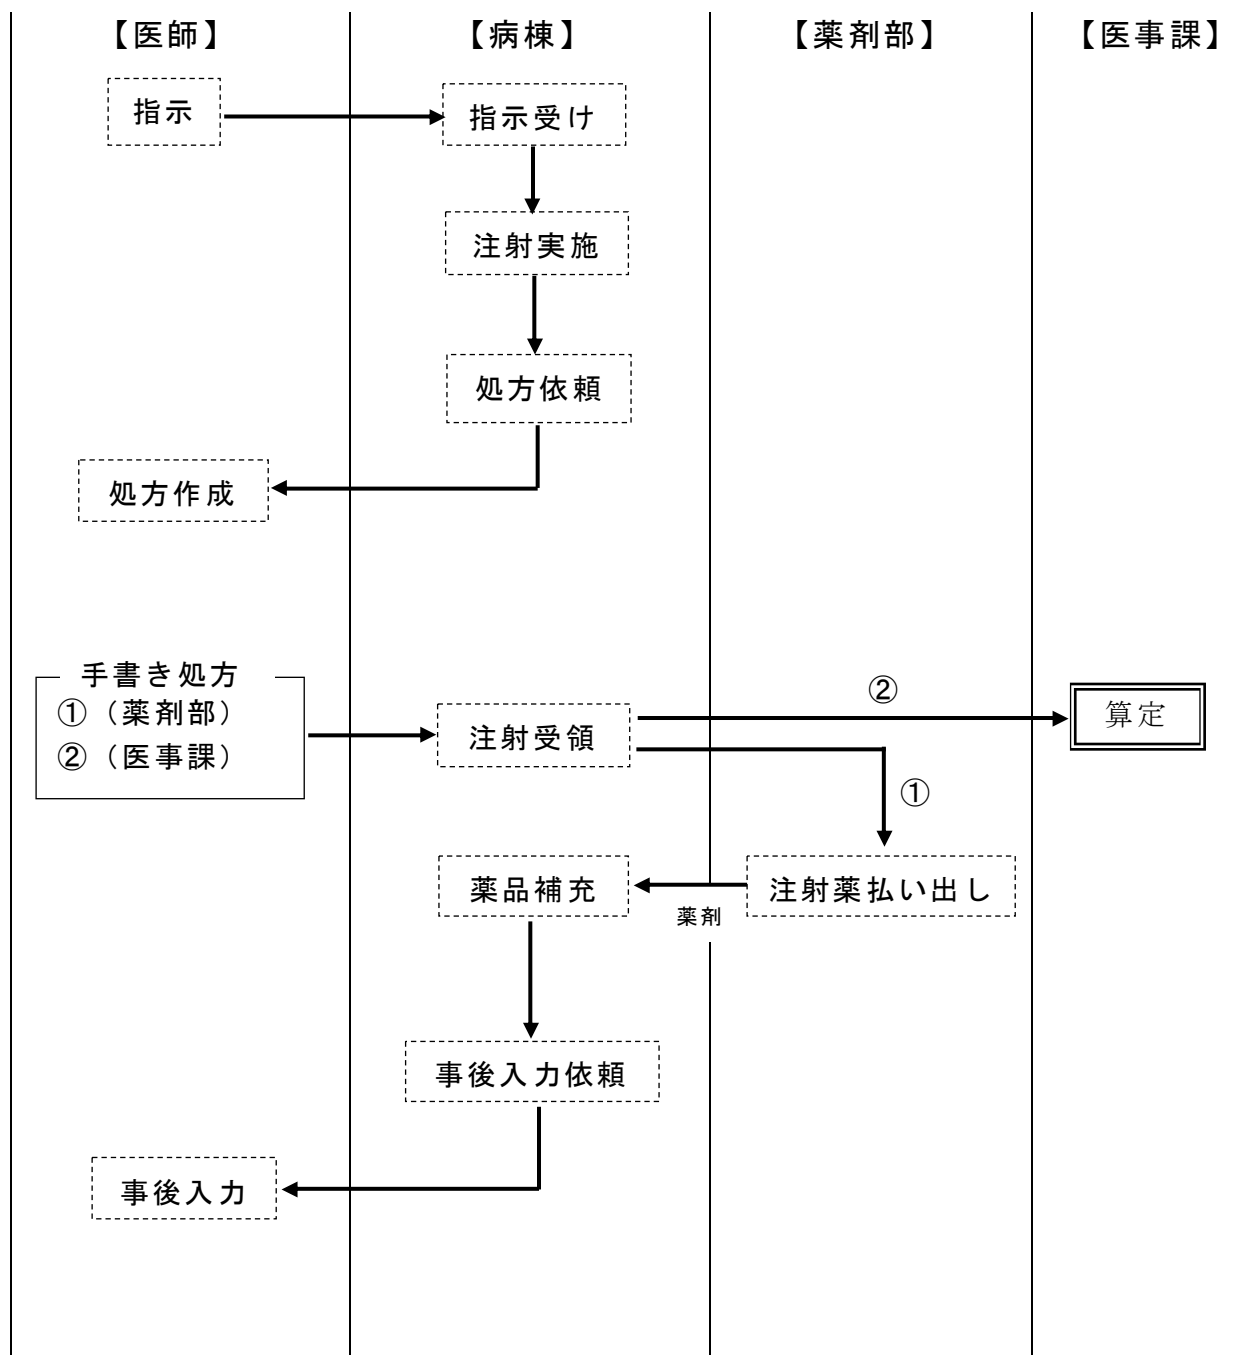 【医師】
【病棟】
【薬剤部】
【医事課】
指示
指示受け
注射実施
処方依頼
処方作成
手書き処方
①（薬剤部）
②（医事課）
注射受領
②
算定
①
薬品補充
薬剤
注射薬払い出し
事後入力依頼
事後入力